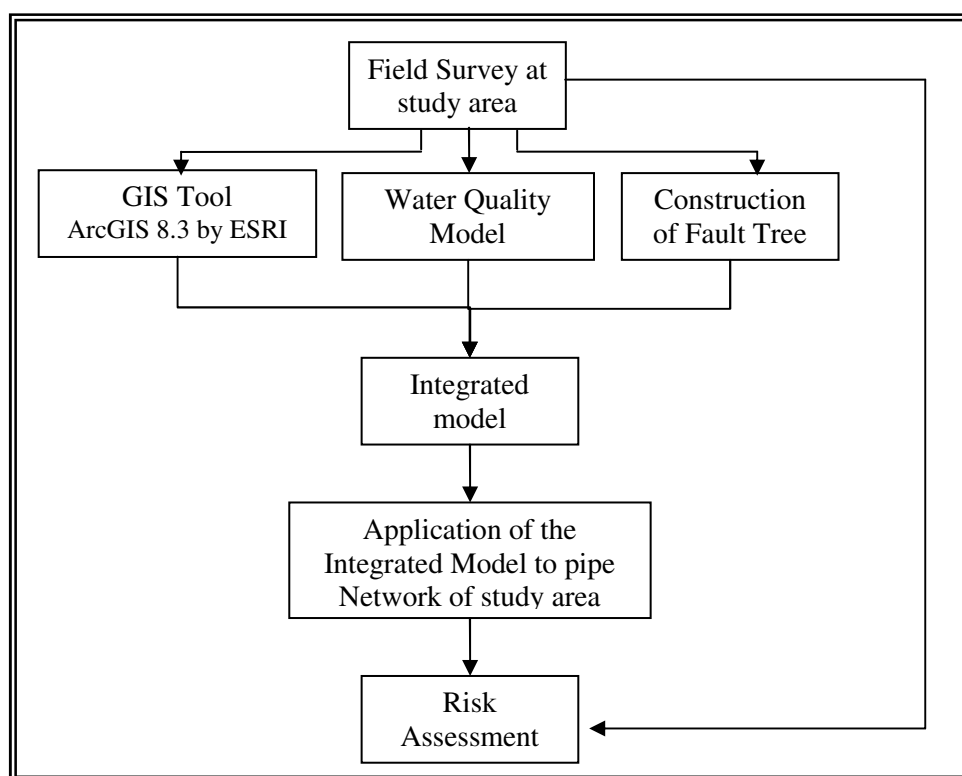 Field Survey at
study area
GIS Tool
ArcGIS 8.3 by ESRI
Water Quality
Model
Construction
of Fault Tree
Integrated
model
Application of the
Integrated Model to pipe
Network of study area
Risk
Assessment